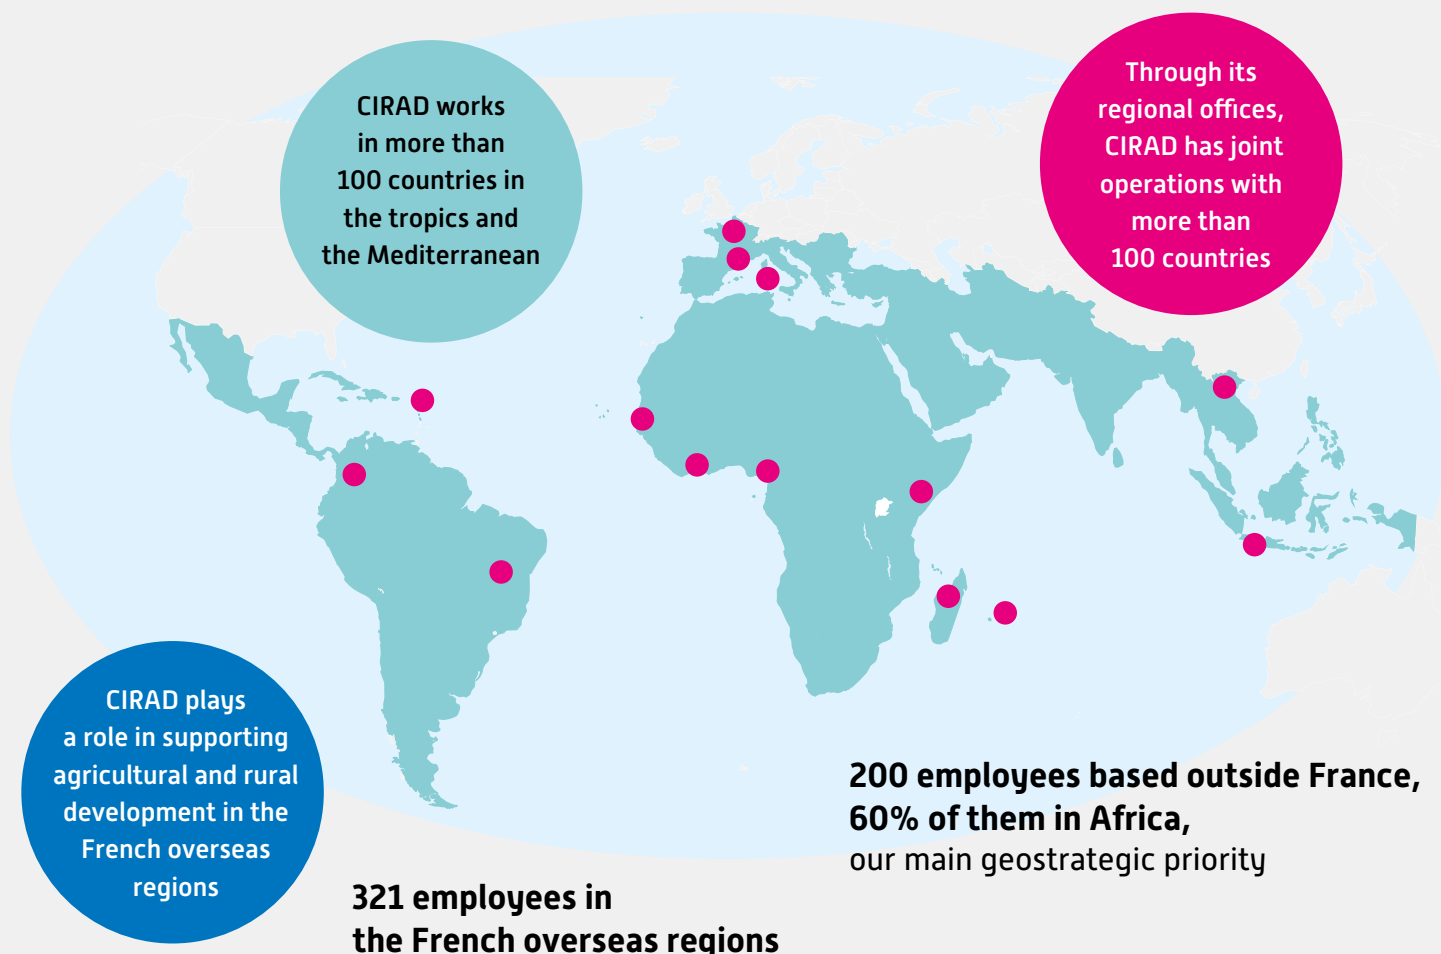 CIRAD works
in more than
100 countries in
the tropics and
the Mediterranean
Through its
regional offices,
CIRAD has joint
operations with
more than
100 countries
CIRAD plays
a role in supporting
agricultural and rural
development in the
French overseas
regions
200 employees based outside France,
60% of them in Africa,
our main geostrategic priority
321 employees in
the French overseas regions